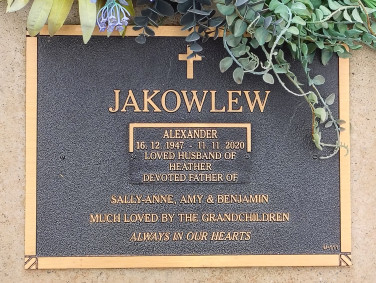 JAKOWLEW
ALEXANDER
16. 12. 1947 - 11. 11. 2020
LOVED HUSBAND OF
HEATHER
DEVOTED FATHER OF
SALLY-ANNE, AMY & BENJAMIN
MUCH LOVED BY THE GRANDCHILDREN
ALWAYS IN OUR HEARTS